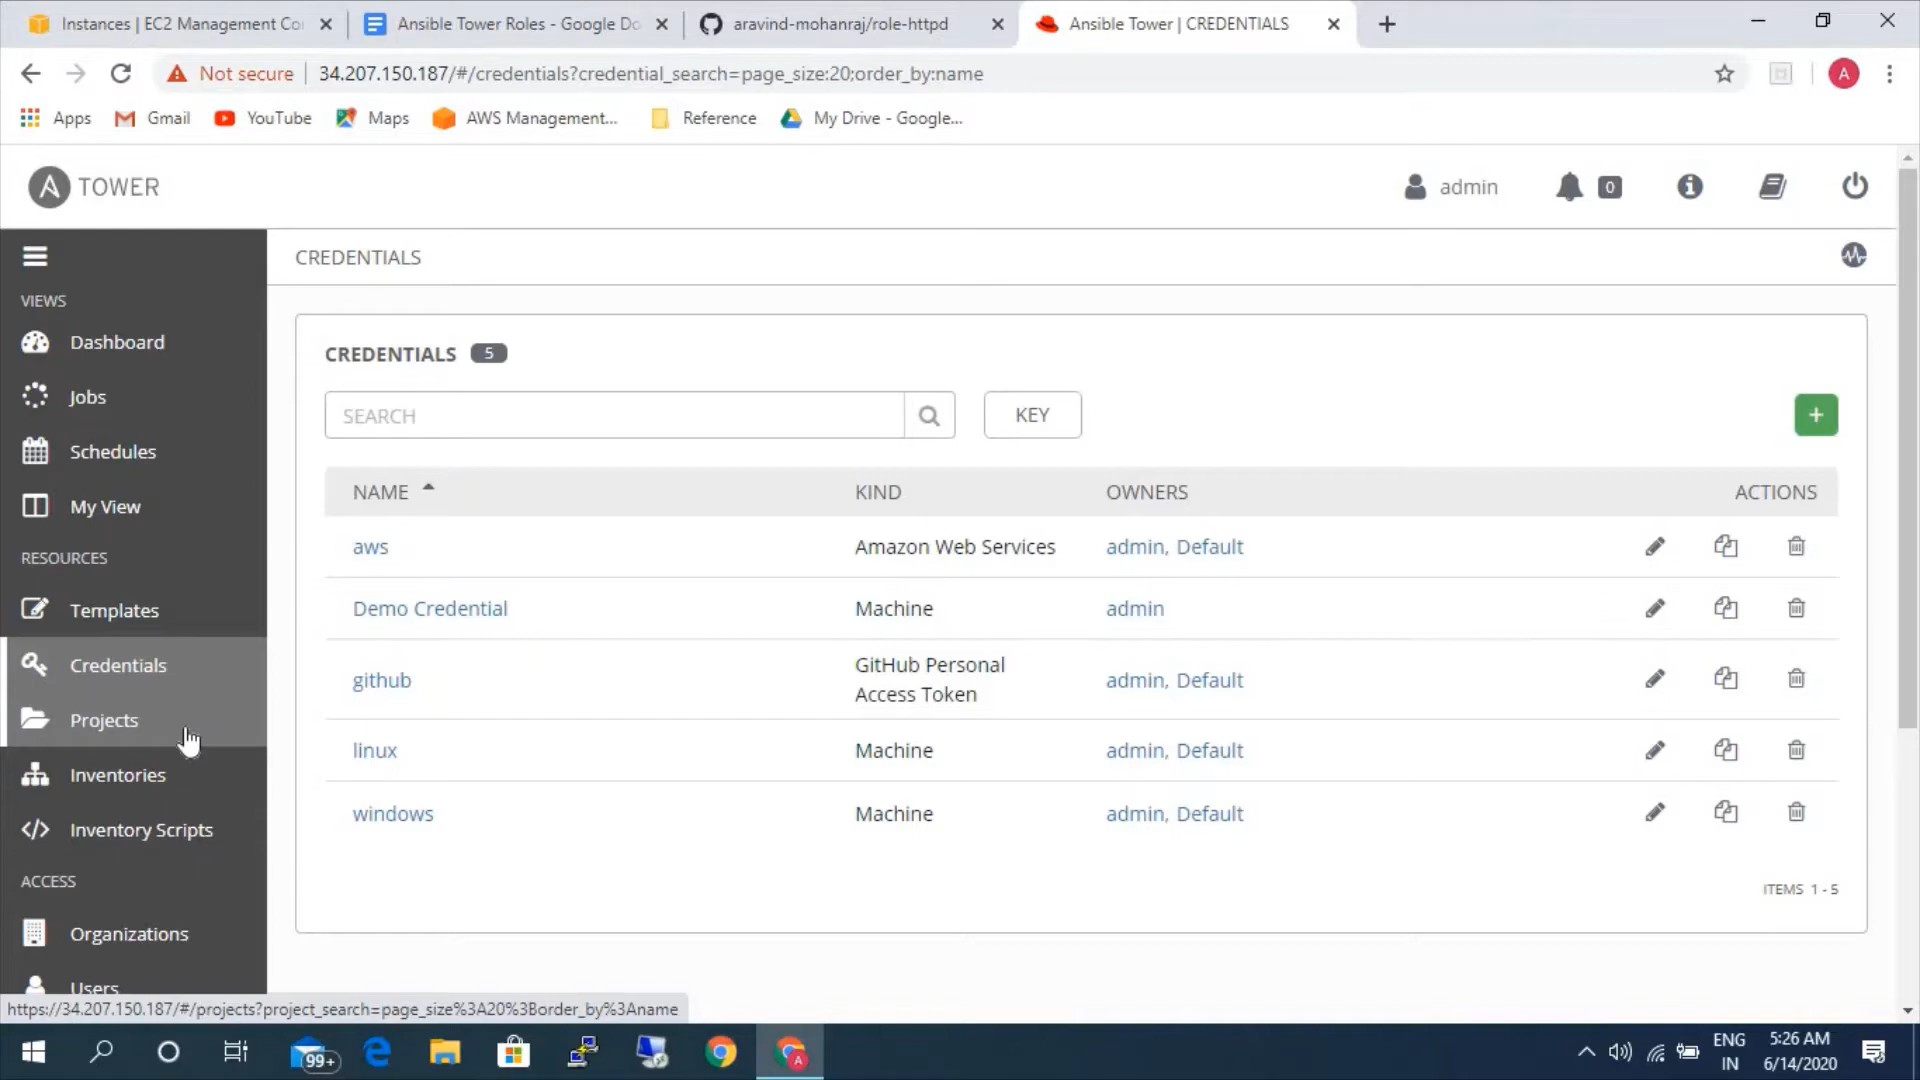 Instances | EC2 Management Co
Ansible Tower Roles - Google Do
aravind-mohanraj/role-httpd
Ansible Tower | CREDENTIALS
Not secure
34.207.150.187/#/credentials?credential_search=page_size:20;order_by:name
A
Apps
Gmail
YouTube
Maps
AWS Management...
Reference
My Drive - Google...
A TOWER
admin
0
VIEWS
Dashboard
Jobs
Schedules
My View
RESOURCES
Templates
Credentials
Projects
Inventories
Inventory Scripts
ACCESS
Organizations
Users
CREDENTIALS
CREDENTIALS 5
SEARCH
KEY
+
NAME KIND OWNERS ACTIONS
aws Amazon Web Services admin, Default
Demo Credential Machine admin
github GitHub Personal
Access Token admin, Default
linux Machine admin, Default
windows Machine admin, Default
ITEMS 1 - 5
https://34.207.150.187/#/projects?project_search=page_size%3A20%3Border_by%3Aname
99+
A
ENG
IN
5:26 AM
6/14/2020